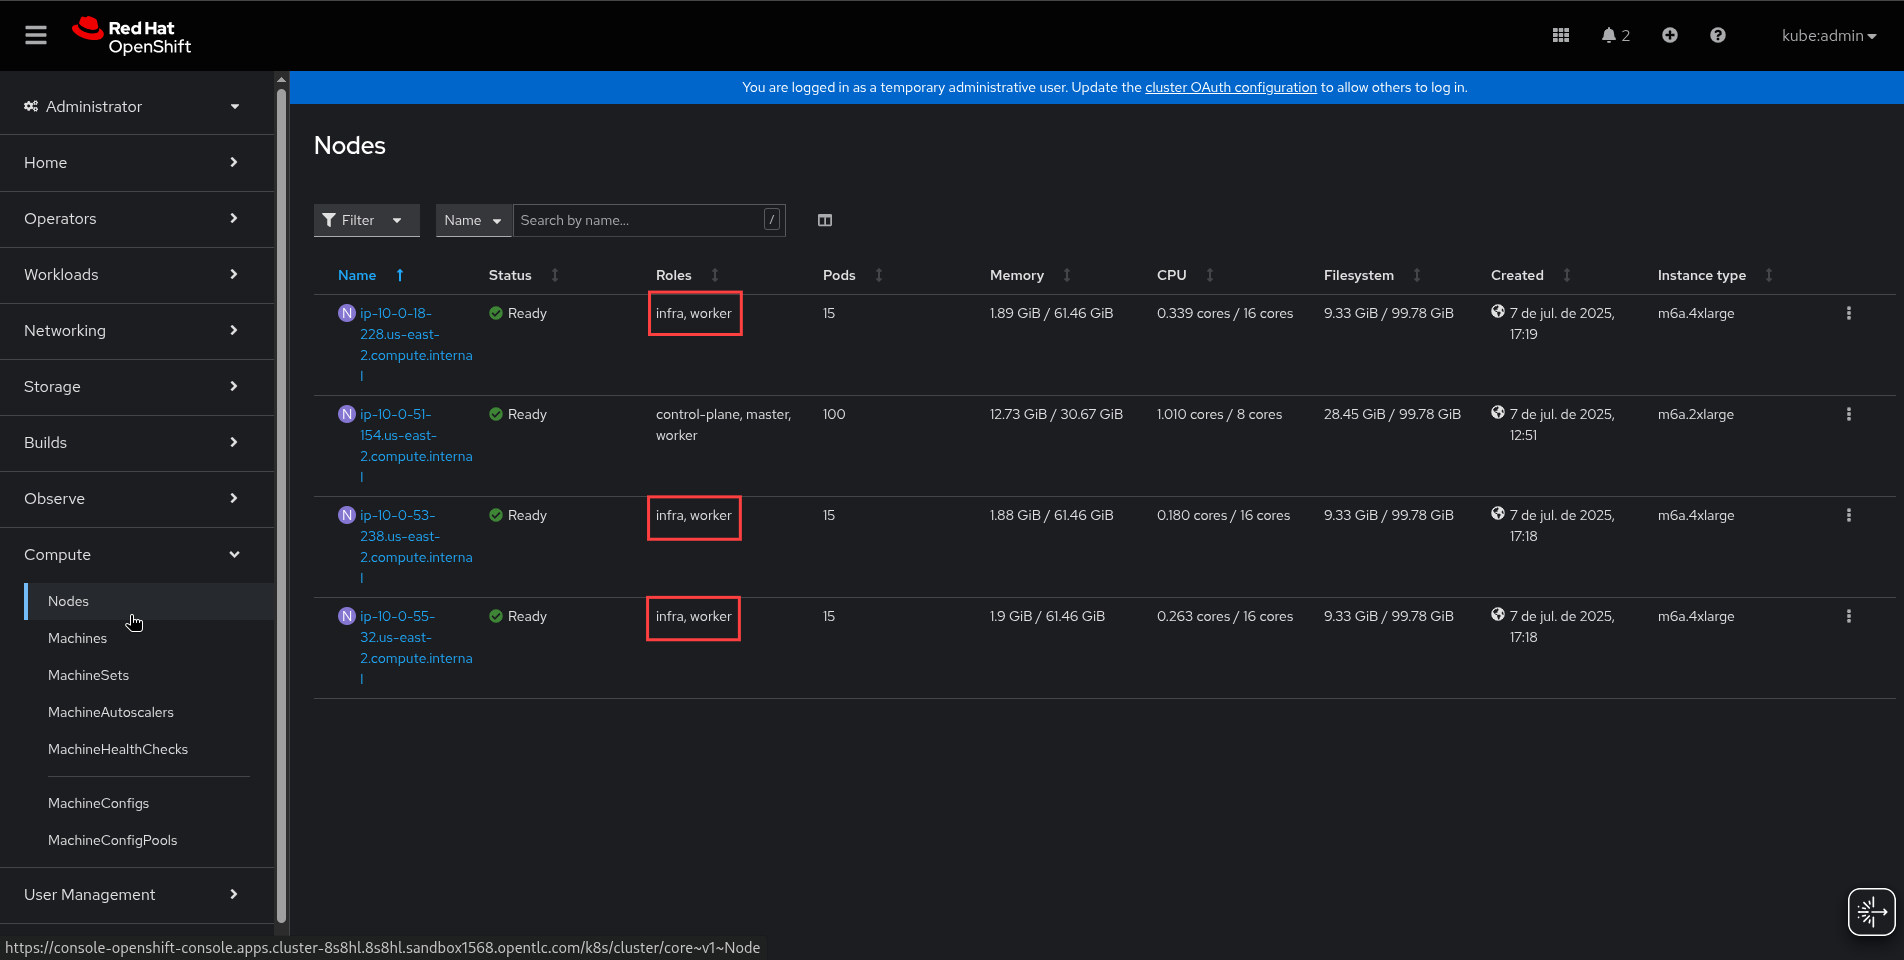 Red Hat
OpenShift
2
kube:admin
You are logged in as a temporary administrative user. Update the cluster OAuth configuration to allow others to log in.
Administrator
Home
Operators
Workloads
Networking
Storage
Builds
Observe
Compute
Nodes
Machines
MachineSets
MachineAutoscalers
MachineHealthChecks
MachineConfigs
MachineConfigPools
User Management
Nodes
Filter Name Search by name... /
Name Status Roles Pods Memory CPU Filesystem Created Instance type
N ip-10-0-18- Ready infra, worker 15 1.89 GiB / 61.46 GiB 0.339 cores / 16 cores 9.33 GiB / 99.78 GiB 7 de jul. de 2025, m6a.4xlarge
228.us-east- 17:19
2.compute.interna
l
N ip-10-0-51- Ready control-plane, master, 100 12.73 GiB / 30.67 GiB 1.010 cores / 8 cores 28.45 GiB / 99.78 GiB 7 de jul. de 2025, m6a.2xlarge
154.us-east- worker 12:51
2.compute.interna
l
N ip-10-0-53- Ready infra, worker 15 1.88 GiB / 61.46 GiB 0.180 cores / 16 cores 9.33 GiB / 99.78 GiB 7 de jul. de 2025, m6a.4xlarge
238.us-east- 17:18
2.compute.interna
l
N ip-10-0-55- Ready infra, worker 15 1.9 GiB / 61.46 GiB 0.263 cores / 16 cores 9.33 GiB / 99.78 GiB 7 de jul. de 2025, m6a.4xlarge
32.us-east- 17:18
2.compute.interna
l
https://console-openshift-console.apps.cluster-8s8hl.8s8hl.sandbox1568.opentlc.com/k8s/cluster/core~v1~Node